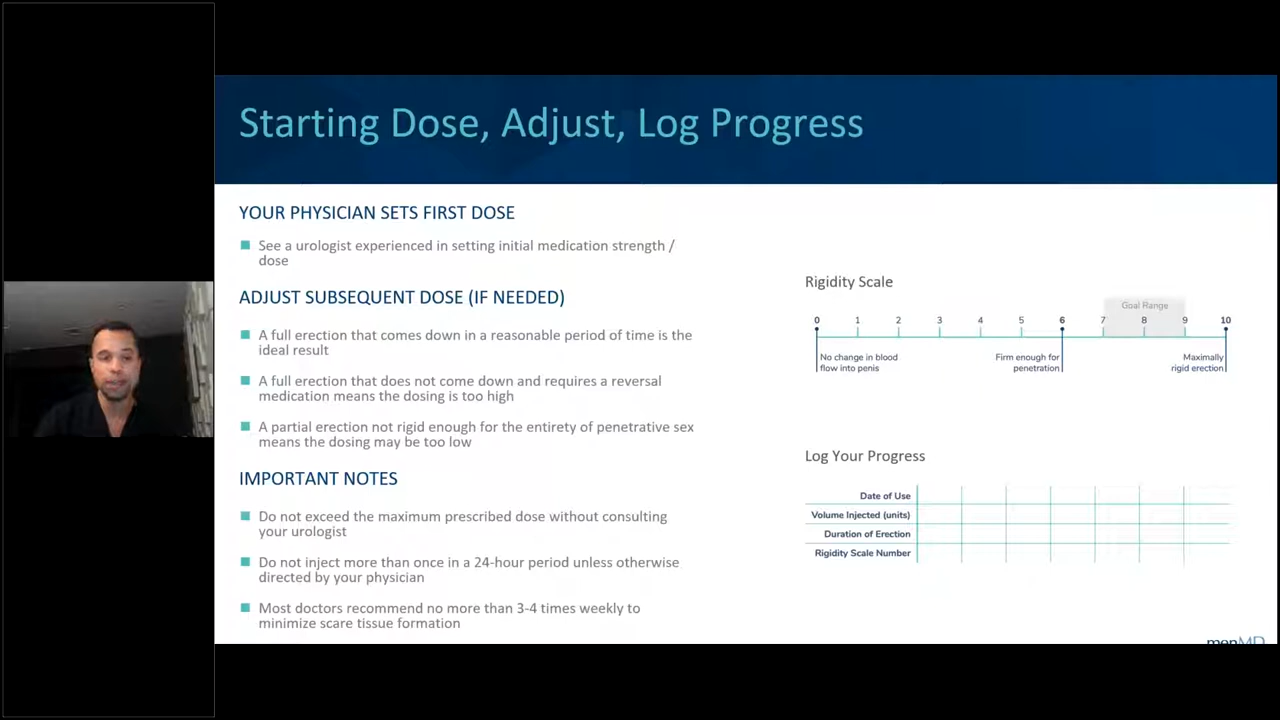 Starting Dose, Adjust, Log Progress
YOUR PHYSICIAN SETS FIRST DOSE
See a urologist experienced in setting initial medication strength /
dose
ADJUST SUBSEQUENT DOSE (IF NEEDED)
A full erection that comes down in a reasonable period of time is the
ideal result
A full erection that does not come down and requires a reversal
medication means the dosing is too high
A partial erection not rigid enough for the entirety of penetrative sex
means the dosing may be too low
IMPORTANT NOTES
Do not exceed the maximum prescribed dose without consulting
your urologist
Do not inject more than once in a 24-hour period unless otherwise
directed by your physician
Most doctors recommend no more than 3-4 times weekly to
minimize scare tissue formation
Rigidity Scale
Goal Range
0 1 2 3 4 5 6 7 8 9 10
No change in blood
flow into penis
Firm enough for
penetration
Maximally
rigid erection
Log Your Progress
Date of Use
Volume Injected (units)
Duration of Erection
Rigidity Scale Number
menMD